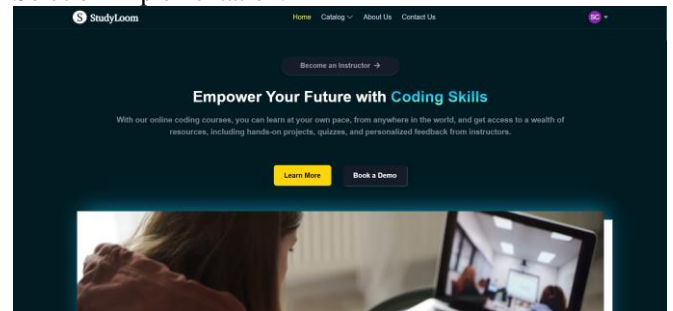 S StudyLoom
Home Catalog About Us Contact Us
SC
Become an Instructor →
Empower Your Future with Coding Skills
With our online coding courses, you can learn at your own pace, from anywhere in the world, and get access to a wealth of
resources, including hands-on projects, quizzes, and personalized feedback from instructors.
Learn More Book a Demo